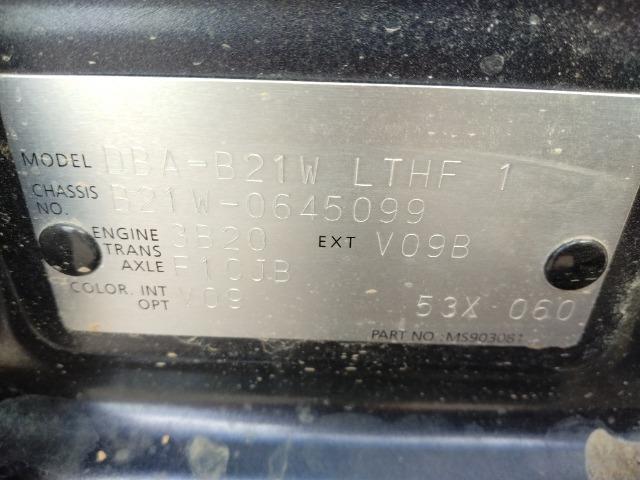 MODEL DBA-B21W LTHF 1
CHASSIS NO. B21W-0645099
ENGINE 3B20 EXT V09B
TRANS AXLE F1CJB
COLOR. INT OPT V09 53X 060
PART NO : MS903081